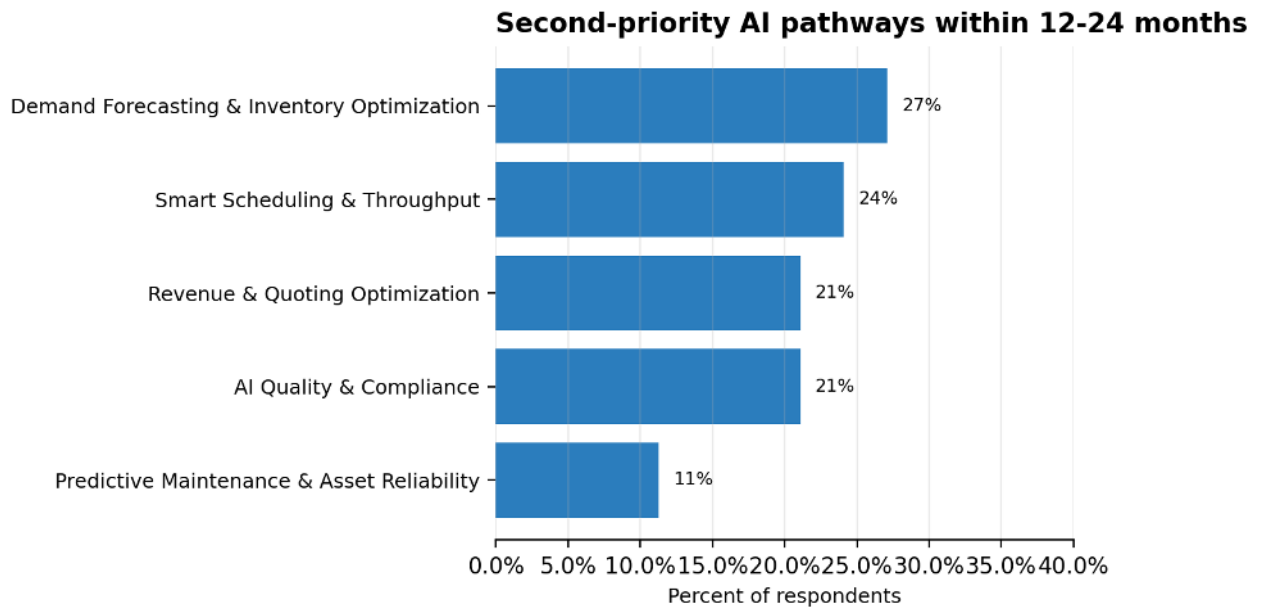 Second-priority AI pathways within 12-24 months
Demand Forecasting & Inventory Optimization
27%
Smart Scheduling & Throughput
24%
Revenue & Quoting Optimization
21%
AI Quality & Compliance
21%
Predictive Maintenance & Asset Reliability
11%
0.0% 5.0% 10.0% 15.0% 20.0% 25.0% 30.0% 35.0% 40.0%
Percent of respondents